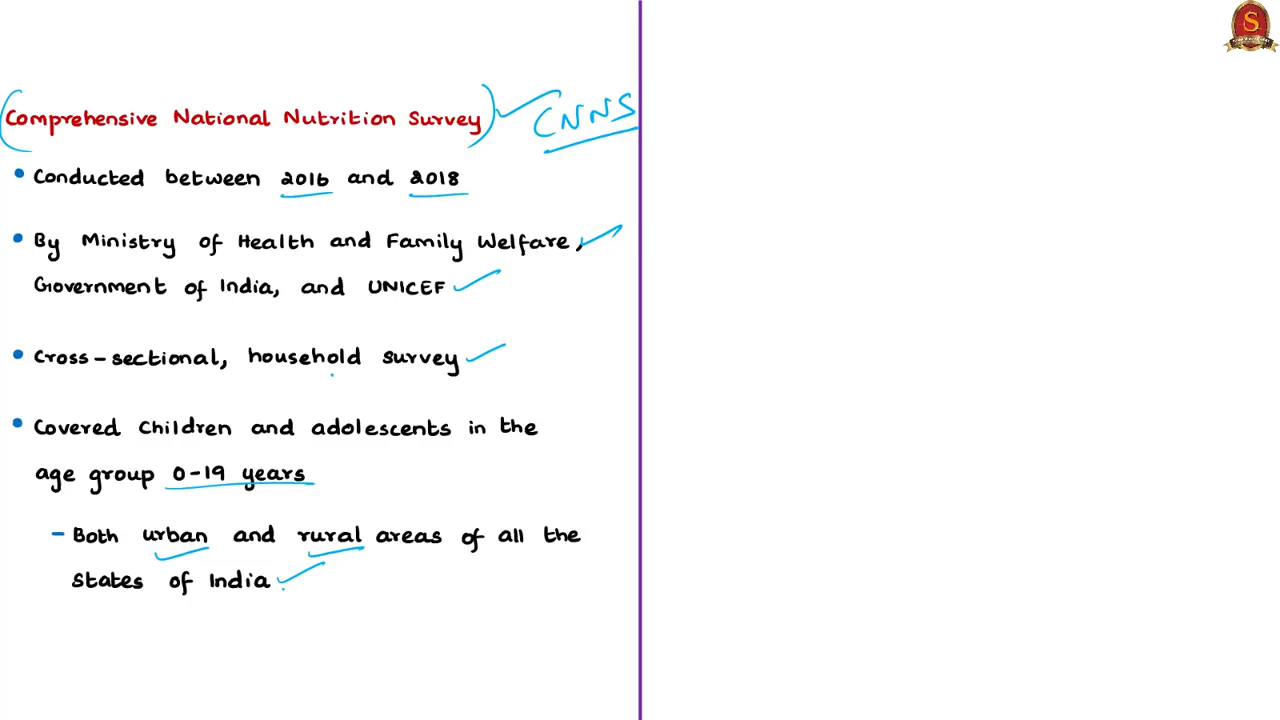 Comprehensive National Nutrition Survey CNNS
• Conducted between 2016 and 2018
• By Ministry of Health and Family Welfare,
Government of India, and UNICEF
• Cross-sectional, household survey
• Covered Children and adolescents in the
age group 0-19 years
- Both urban and rural areas of all the
states of India
S